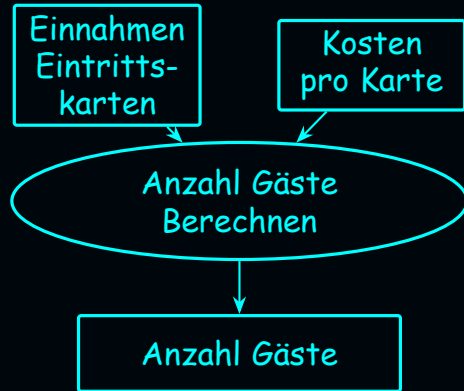 Einnahmen
Eintritts-
karten
Kosten
pro Karte
Anzahl Gäste
Berechnen
Anzahl Gäste